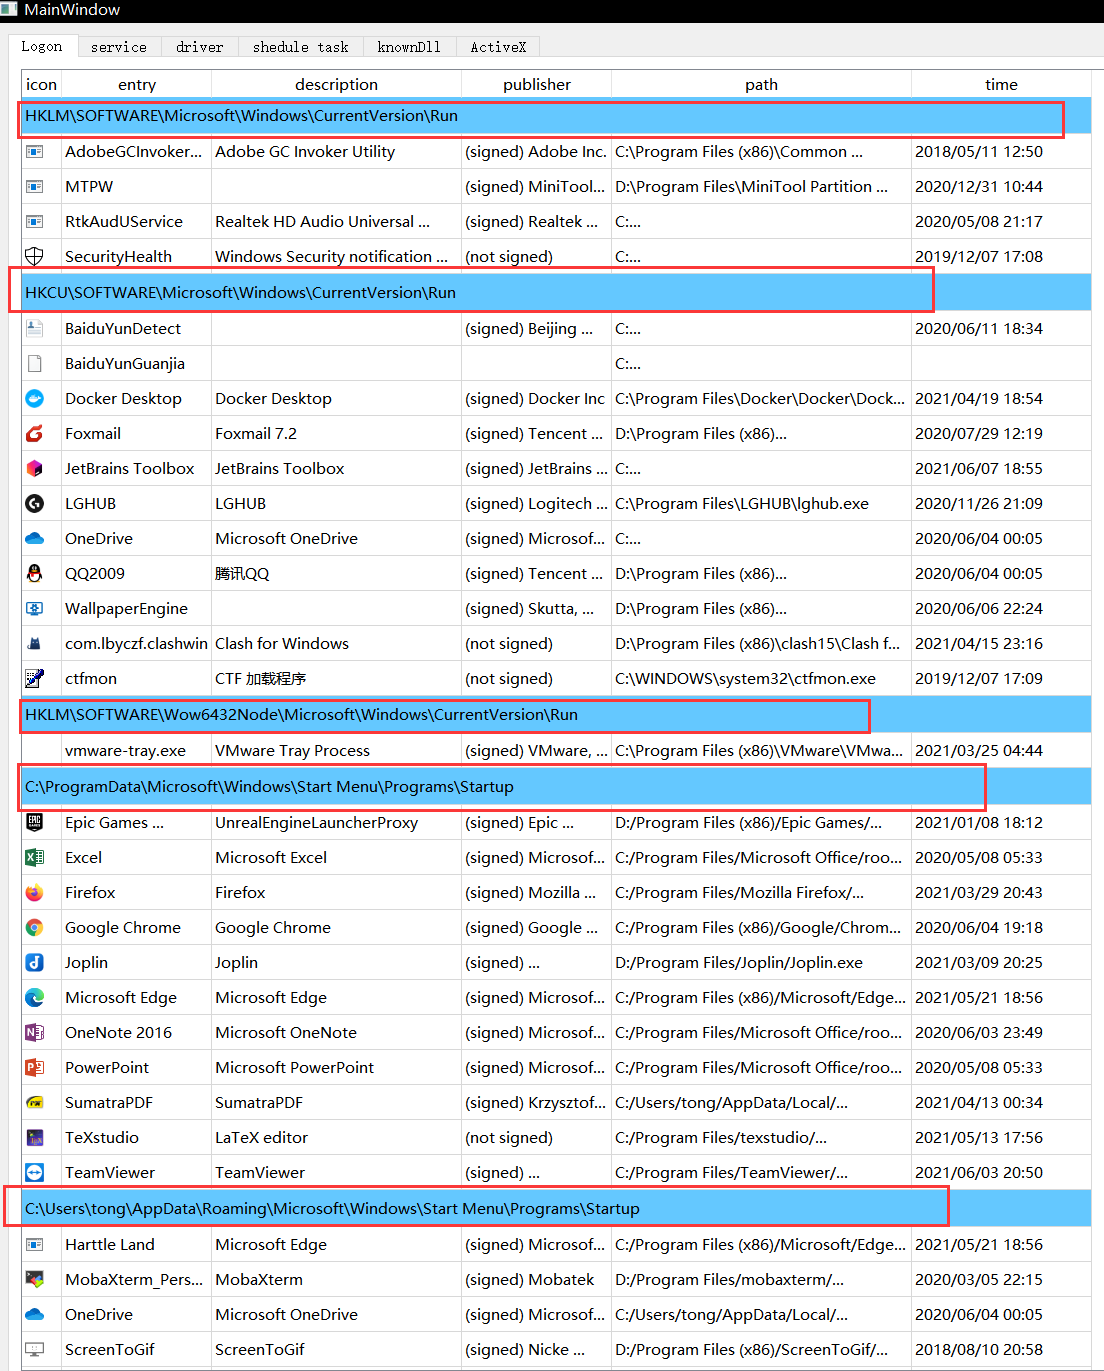 MainWindow
Logon service driver shedule task knownDll ActiveX
icon entry description publisher path time
HKLM\SOFTWARE\Microsoft\Windows\CurrentVersion\Run
AdobeGCInvoker... Adobe GC Invoker Utility (signed) Adobe Inc. C:\Program Files (x86)\Common ... 2018/05/11 12:50
MTPW (signed) MiniTool... D:\Program Files\MiniTool Partition ... 2020/12/31 10:44
RtkAudUService Realtek HD Audio Universal ... (signed) Realtek ... C:... 2020/05/08 21:17
SecurityHealth Windows Security notification ... (not signed) C:... 2019/12/07 17:08
HKCU\SOFTWARE\Microsoft\Windows\CurrentVersion\Run
BaiduYunDetect (signed) Beijing ... C:... 2020/06/11 18:34
BaiduYunGuanjia C:...
Docker Desktop Docker Desktop (signed) Docker Inc C:\Program Files\Docker\Docker\Dock... 2021/04/19 18:54
Foxmail Foxmail 7.2 (signed) Tencent ... D:\Program Files (x86)... 2020/07/29 12:19
JetBrains Toolbox JetBrains Toolbox (signed) JetBrains ... C:... 2021/06/07 18:55
LGHUB LGHUB (signed) Logitech ... C:\Program Files\LGHUB\lghub.exe 2020/11/26 21:09
OneDrive Microsoft OneDrive (signed) Microsof... C:... 2020/06/04 00:05
QQ2009 腾讯QQ (signed) Tencent ... D:\Program Files (x86)... 2020/06/04 00:05
WallpaperEngine (signed) Skutta, ... D:\Program Files (x86)... 2020/06/06 22:24
com.lbyczf.clashwin Clash for Windows (not signed) D:\Program Files (x86)\clash15\Clash f... 2021/04/15 23:16
ctfmon CTF 加载程序 (not signed) C:\WINDOWS\system32\ctfmon.exe 2019/12/07 17:09
HKLM\SOFTWARE\Wow6432Node\Microsoft\Windows\CurrentVersion\Run
vmware-tray.exe VMware Tray Process (signed) VMware, ... C:\Program Files (x86)\VMware\VMwa... 2021/03/25 04:44
C:\ProgramData\Microsoft\Windows\Start Menu\Programs\Startup
Epic Games ... UnrealEngineLauncherProxy (signed) Epic ... D:/Program Files (x86)/Epic Games/... 2021/01/08 18:12
Excel Microsoft Excel (signed) Microsof... C:/Program Files/Microsoft Office/roo... 2020/05/08 05:33
Firefox Firefox (signed) Mozilla ... C:/Program Files/Mozilla Firefox/... 2021/03/29 20:43
Google Chrome Google Chrome (signed) Google ... C:/Program Files (x86)/Google/Chrom... 2020/06/04 19:18
Joplin Joplin (signed) ... D:/Program Files/Joplin/Joplin.exe 2021/03/09 20:25
Microsoft Edge Microsoft Edge (signed) Microsof... C:/Program Files (x86)/Microsoft/Edge... 2021/05/21 18:56
OneNote 2016 Microsoft OneNote (signed) Microsof... C:/Program Files/Microsoft Office/roo... 2020/06/03 23:49
PowerPoint Microsoft PowerPoint (signed) Microsof... C:/Program Files/Microsoft Office/roo... 2020/05/08 05:33
SumatraPDF SumatraPDF (signed) Krzysztof... C:/Users/tong/AppData/Local/... 2021/04/13 00:34
TeXstudio LaTeX editor (not signed) C:/Program Files/texstudio/... 2021/05/13 17:56
TeamViewer TeamViewer (signed) ... C:/Program Files/TeamViewer/... 2021/06/03 20:50
C:\Users\tong\AppData\Roaming\Microsoft\Windows\Start Menu\Programs\Startup
Harttle Land Microsoft Edge (signed) Microsof... C:/Program Files (x86)/Microsoft/Edge... 2021/05/21 18:56
MobaXterm_Pers... MobaXterm (signed) Mobatek D:/Program Files/mobaxterm/... 2020/03/05 22:15
OneDrive Microsoft OneDrive (signed) Microsof... C:/Users/tong/AppData/Local/... 2020/06/04 00:05
ScreenToGif ScreenToGif (signed) Nicke ... D:/Program Files (x86)/ScreenToGif/... 2018/08/10 20:58